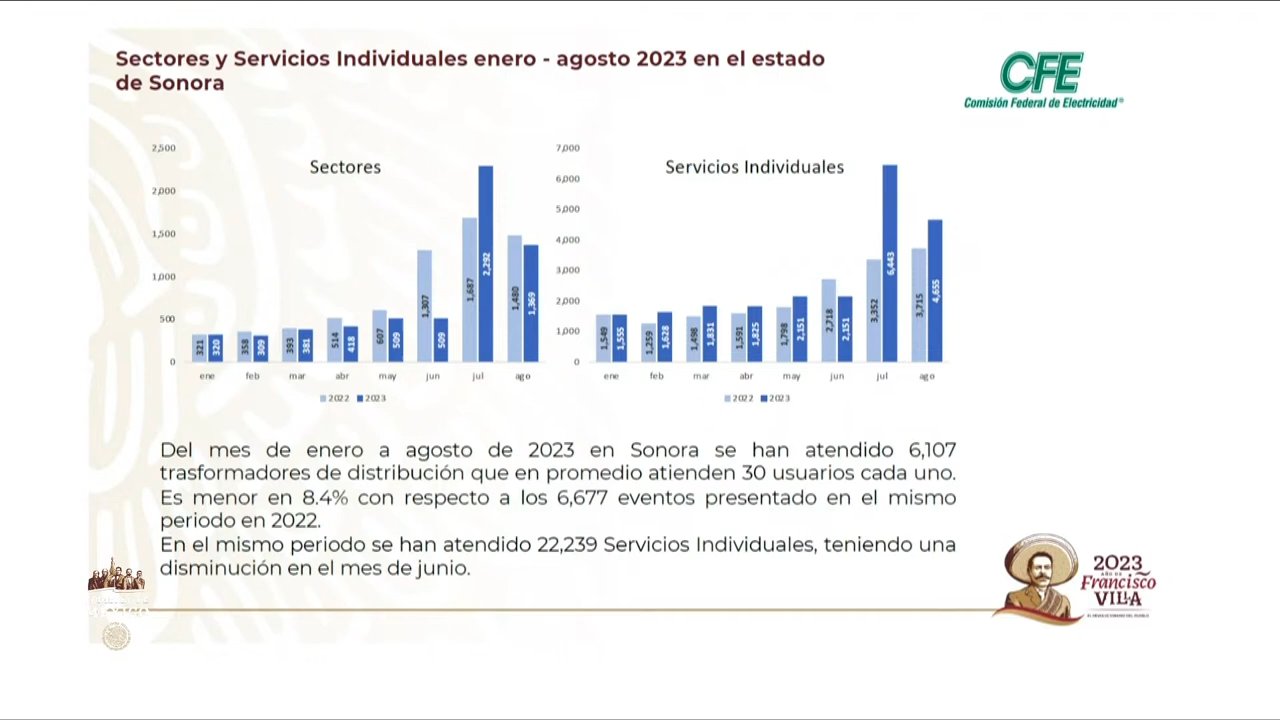 Sectores y Servicios Individuales enero - agosto 2023 en el estado
de Sonora
CFE
Comisión Federal de Electricidad®
Sectores
2,500
2,000
1,500
1,000
500
0
321
320
358
309
393
381
514
418
607
509
1,307
509
1,687
2,292
1,480
1,369
ene feb mar abr may jun jul ago
2022 2023
Servicios Individuales
7,000
6,000
5,000
4,000
3,000
2,000
1,000
0
1,549
1,555
1,259
1,628
1,498
1,831
1,591
1,825
1,798
2,151
2,718
2,151
3,352
6,443
3,715
4,655
ene feb mar abr may jun jul ago
2022 2023
Del mes de enero a agosto de 2023 en Sonora se han atendido 6,107
trasformadores de distribución que en promedio atienden 30 usuarios cada uno.
Es menor en 8.4% con respecto a los 6,677 eventos presentado en el mismo
periodo en 2022.
En el mismo periodo se han atendido 22,239 Servicios Individuales, teniendo una
disminución en el mes de junio.
2023
AÑO DE
Francisco
VILLA